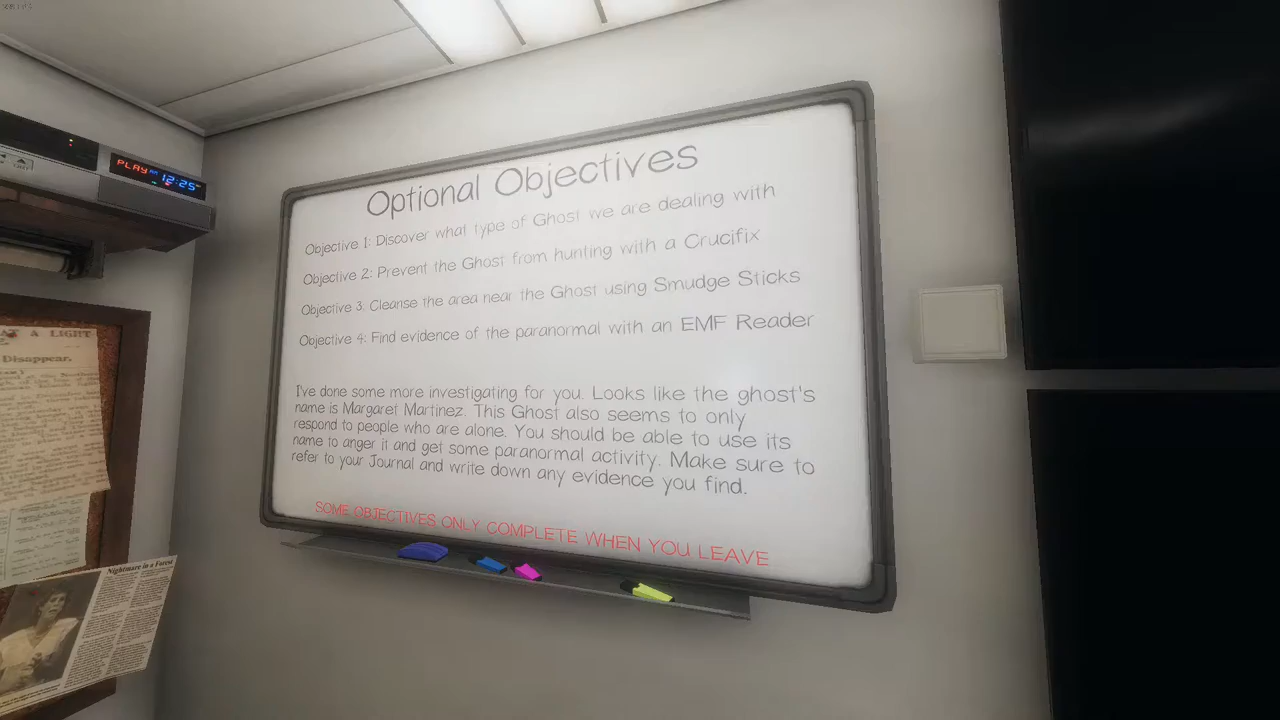 PLAY 12:25
Optional Objectives
Objective 1: Discover what type of Ghost we are dealing with
Objective 2: Prevent the Ghost from hunting with a Crucifix
Objective 3: Cleanse the area near the Ghost using Smudge Sticks
Objective 4: Find evidence of the paranormal with an EMF Reader
I've done some more investigating for you. Looks like the ghost's
name is Margaret Martinez. This Ghost also seems to only
respond to people who are alone. You should be able to use its
name to anger it and get some paranormal activity. Make sure to
refer to your Journal and write down any evidence you find.
SOME OBJECTIVES ONLY COMPLETE WHEN YOU LEAVE
A LIGHT
Disappear.
Nightmare in a Forest